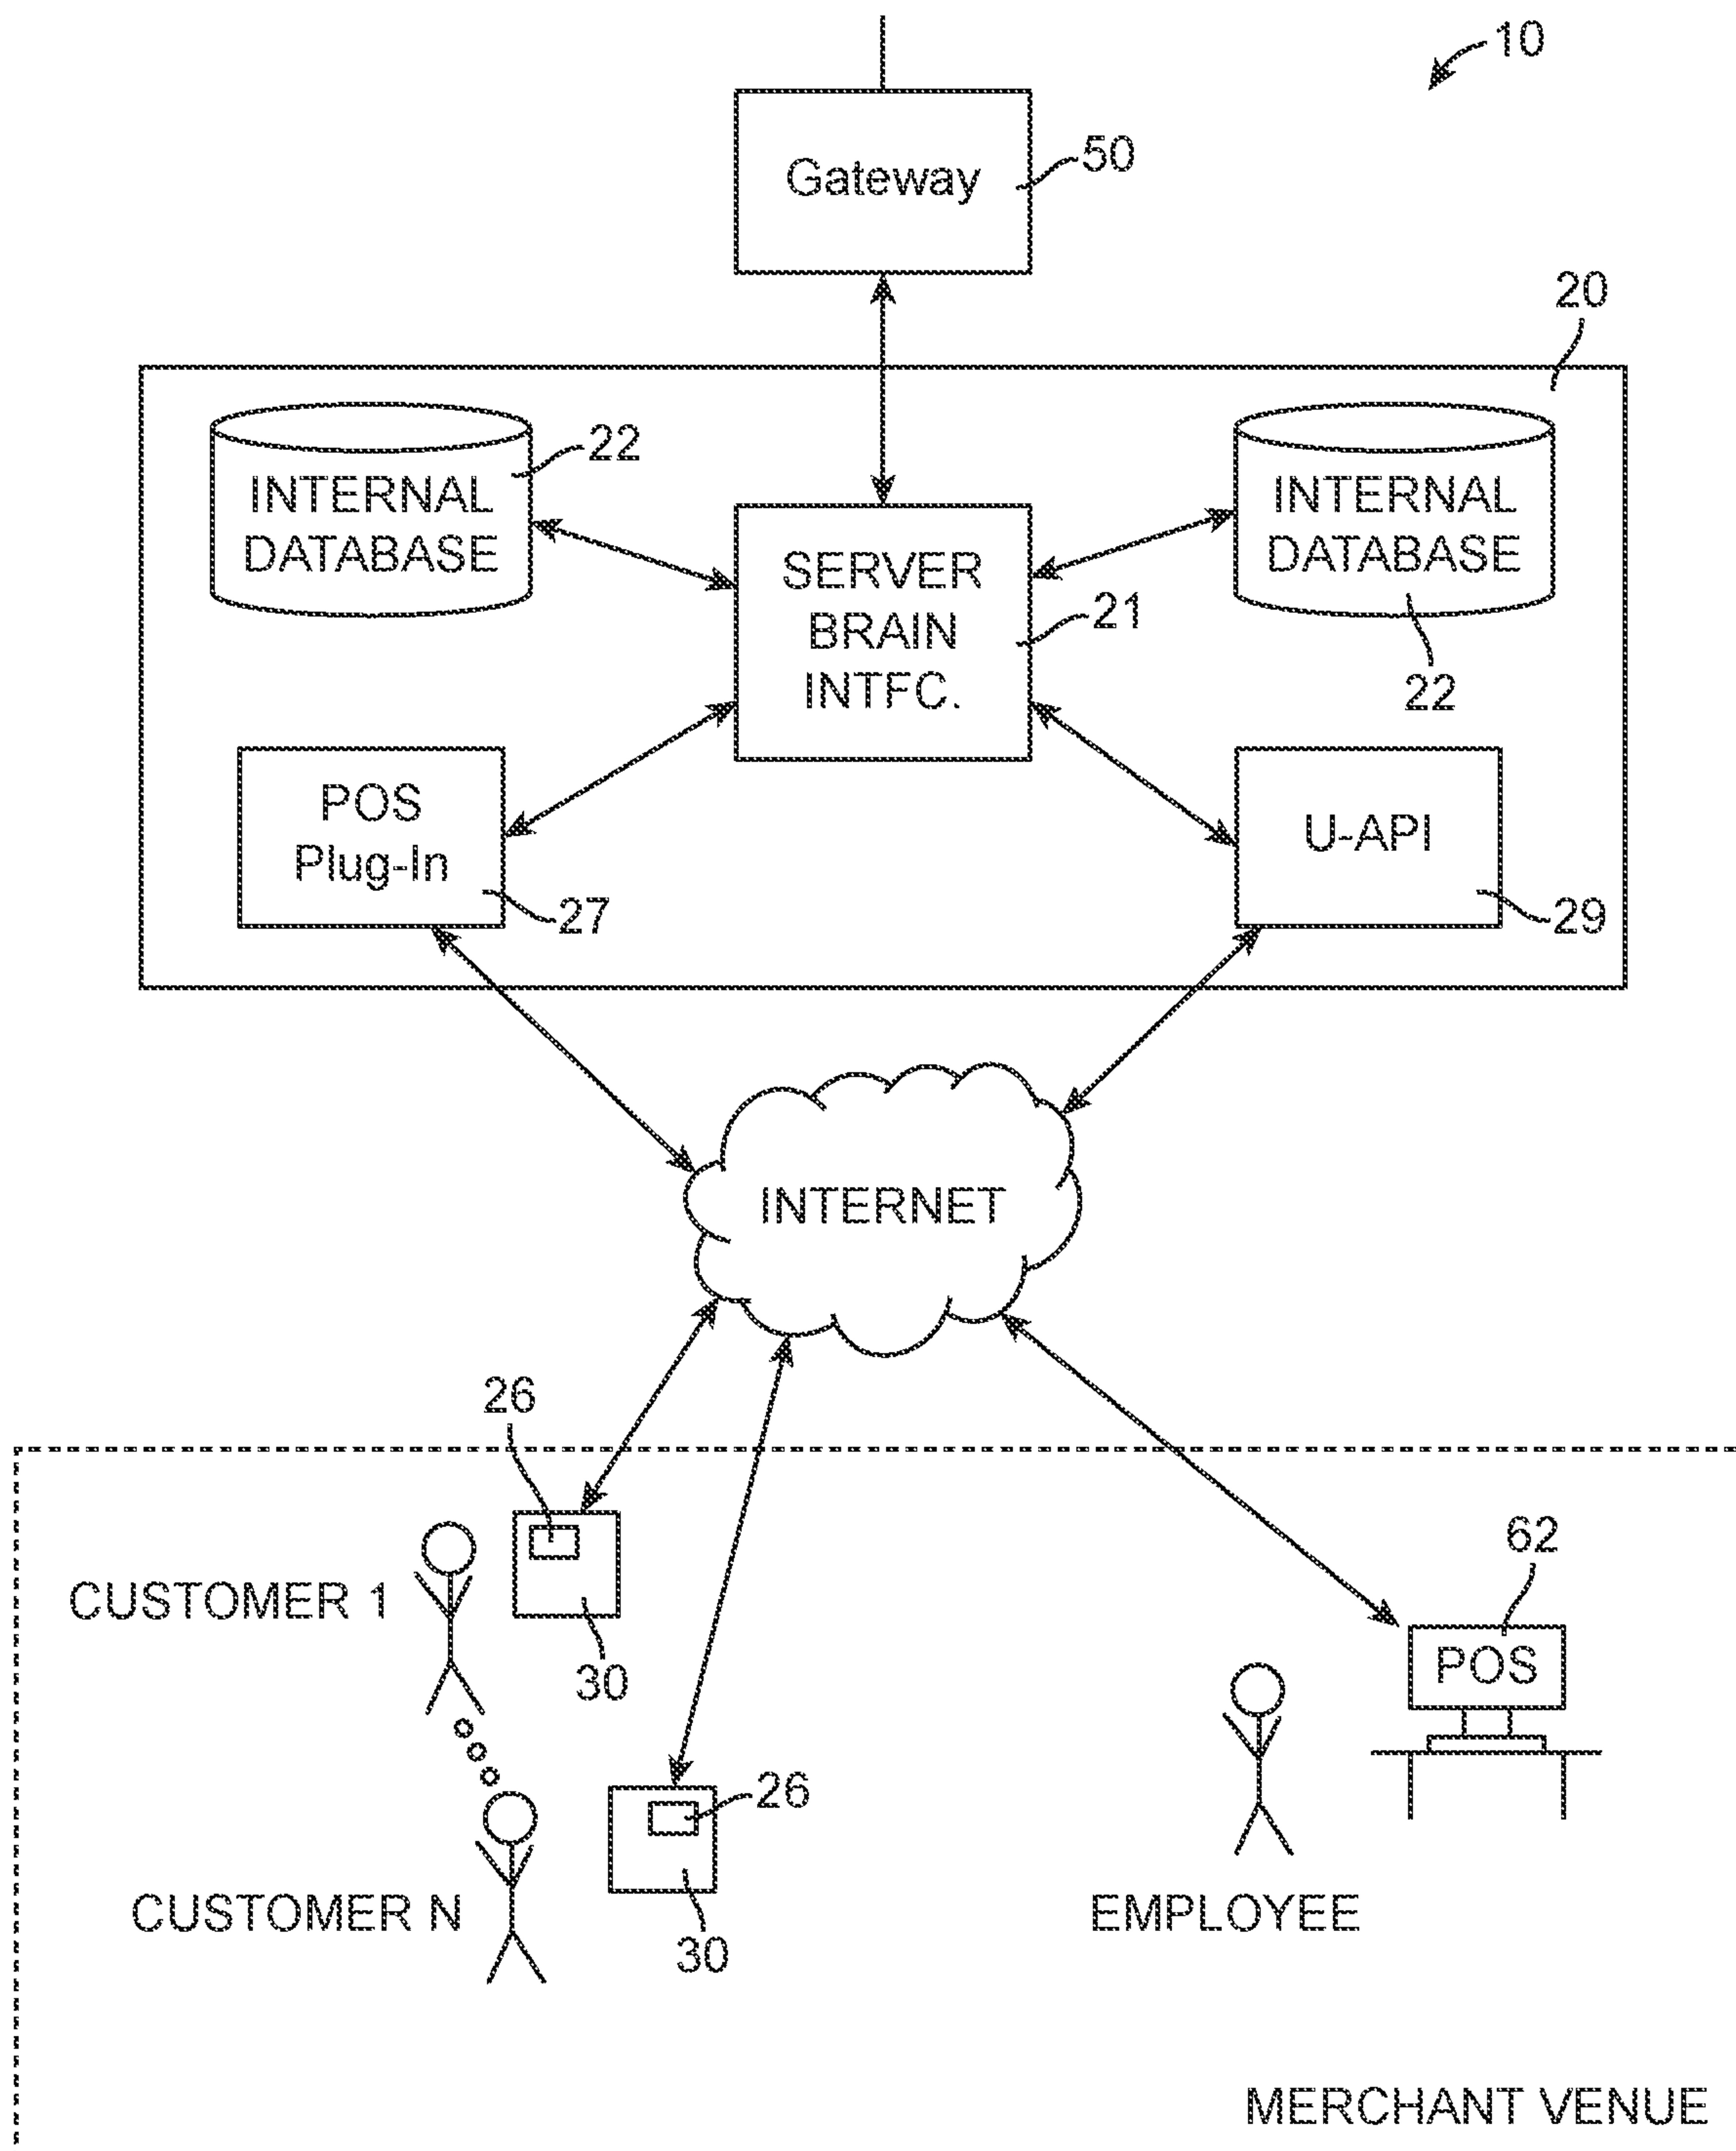 10
Gateway
50
20
22
INTERNAL
DATABASE
SERVER
BRAIN
INTFC.
21
INTERNAL
DATABASE
22
POS
Plug-In
27
U-API
29
INTERNET
26
CUSTOMER 1
30
62
POS
26
CUSTOMER N
30
EMPLOYEE
MERCHANT VENUE